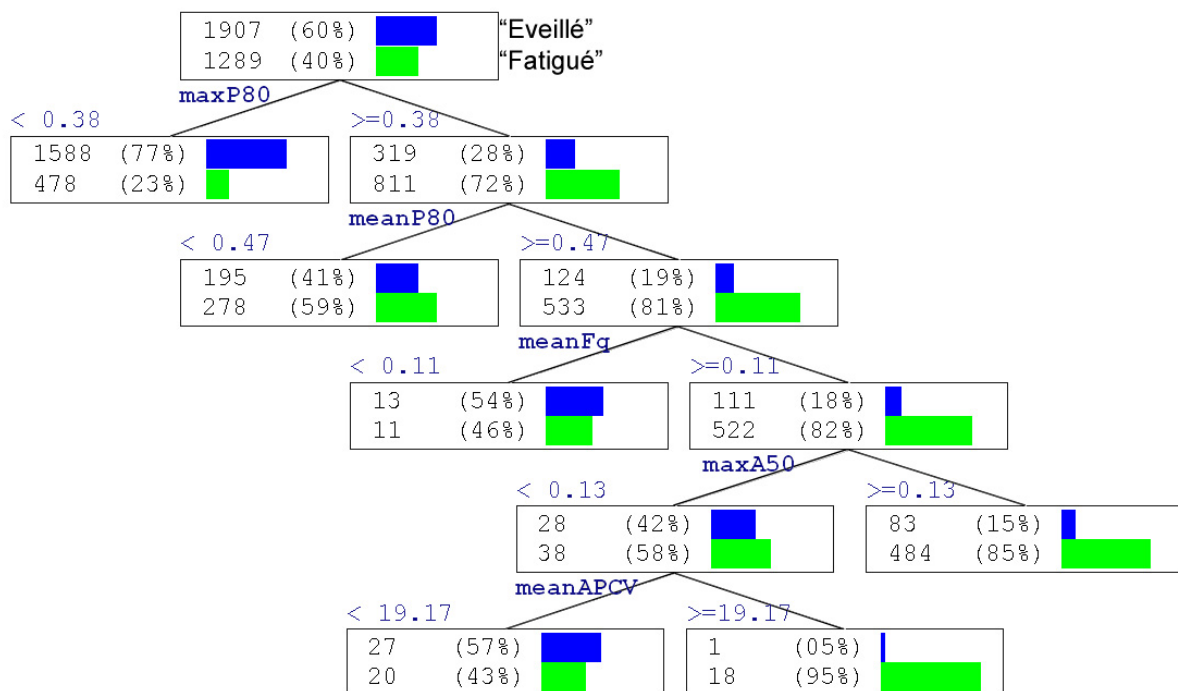 1907 (60%) “Eveillé”
1289 (40%) “Fatigué”
maxP80
< 0.38 >=0.38
1588 (77%) 319 (28%)
478 (23%) 811 (72%)
meanP80
< 0.47 >=0.47
195 (41%) 124 (19%)
278 (59%) 533 (81%)
meanFq
< 0.11 >=0.11
13 (54%) 111 (18%)
11 (46%) 522 (82%)
maxA50
< 0.13 >=0.13
28 (42%) 83 (15%)
38 (58%) 484 (85%)
meanAPCV
< 19.17 >=19.17
27 (57%) 1 (05%)
20 (43%) 18 (95%)